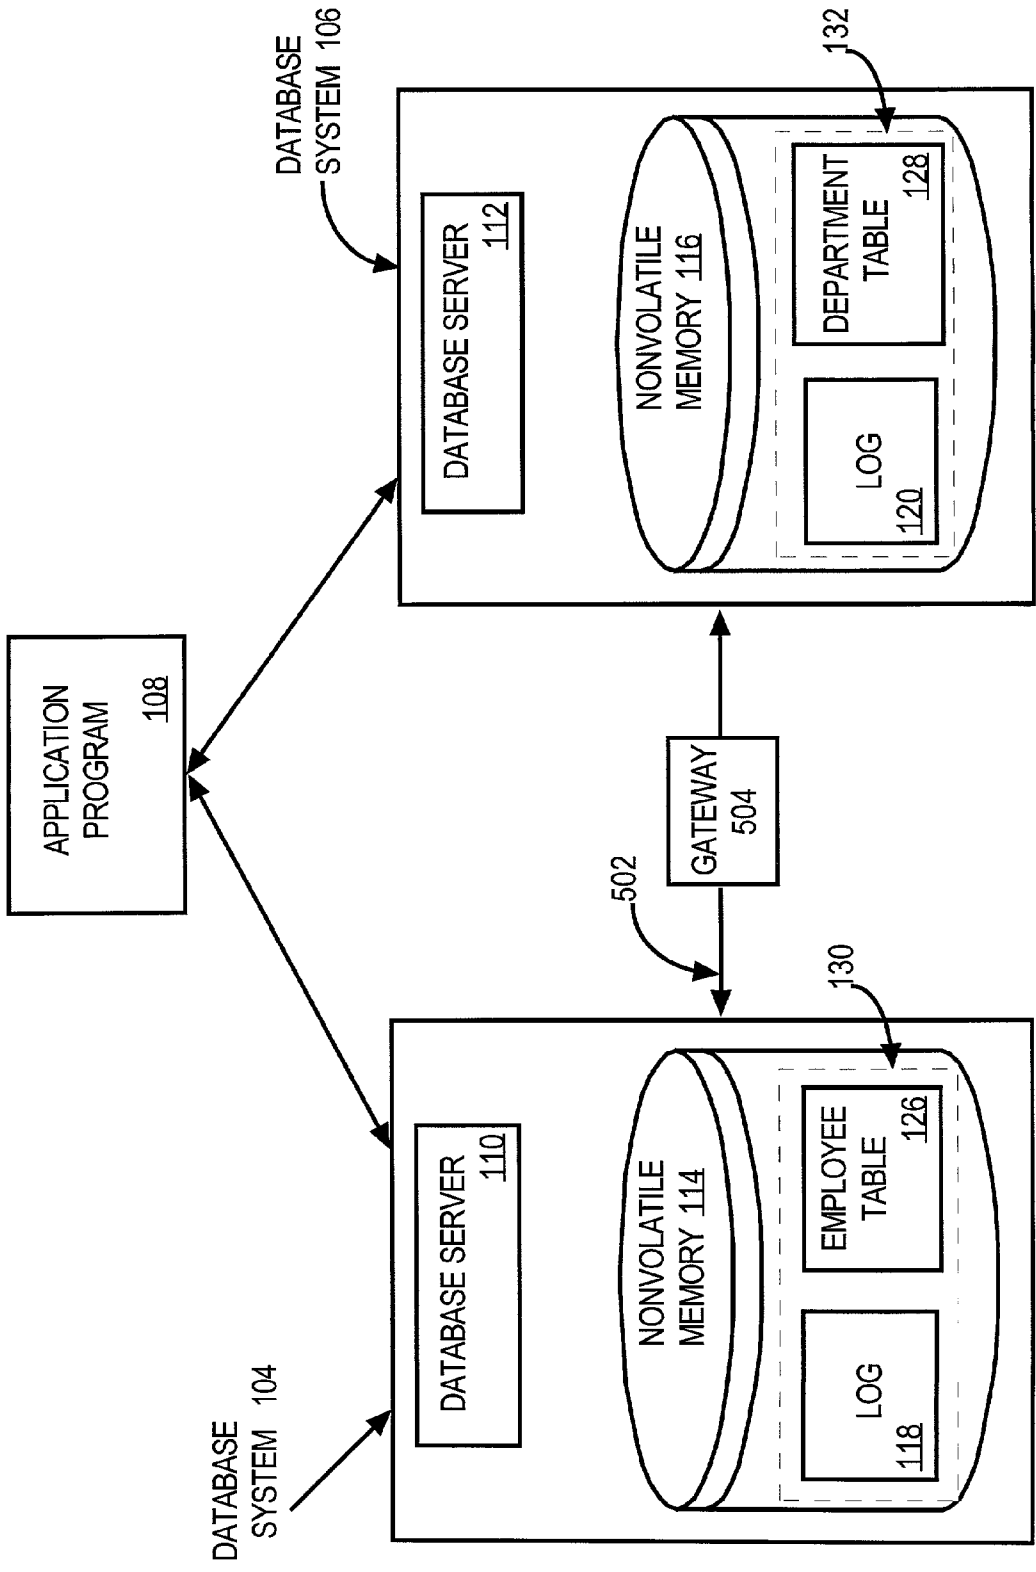 APPLICATION
PROGRAM
108
DATABASE
SYSTEM 104
DATABASE
SYSTEM 106
DATABASE SERVER
110
NONVOLATILE
MEMORY 114
LOG
118
EMPLOYEE
TABLE
126
130
502
GATEWAY
504
DATABASE SERVER
112
NONVOLATILE
MEMORY 116
LOG
120
DEPARTMENT
TABLE
128
132